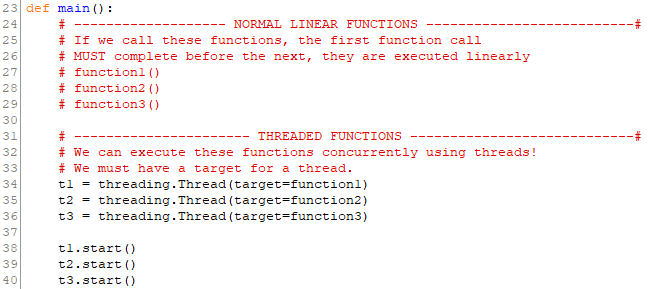 23 def main():
24     # ------------------- NORMAL LINEAR FUNCTIONS --------------------------#
25     # If we call these functions, the first function call
26     # MUST complete before the next, they are executed linearly
27     # function1()
28     # function2()
29     # function3()
30
31     # ---------------------- THREADED FUNCTIONS ----------------------------#
32     # We can execute these functions concurrently using threads!
33     # We must have a target for a thread.
34     t1 = threading.Thread(target=function1)
35     t2 = threading.Thread(target=function2)
36     t3 = threading.Thread(target=function3)
37
38     t1.start()
39     t2.start()
40     t3.start()